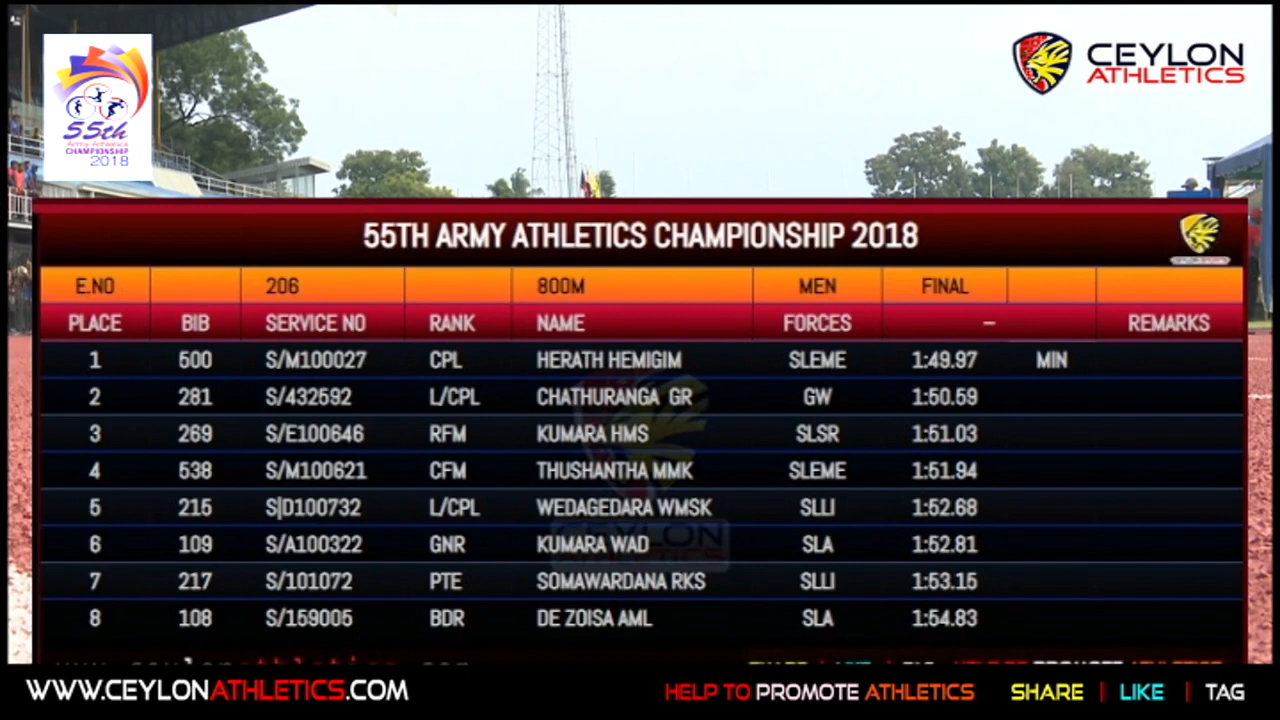 55th
Army Athletics
CHAMPIONSHIP
2018
CEYLON
ATHLETICS
55TH ARMY ATHLETICS CHAMPIONSHIP 2018
E.NO 206 800M MEN FINAL
PLACE BIB SERVICE NO RANK NAME FORCES – REMARKS
1 500 S/M100027 CPL HERATH HEMIGIM SLEME 1:49.97 MIN
2 281 S/432592 L/CPL CHATHURANGA GR GW 1:50.59
3 269 S/E100646 RFM KUMARA HMS SLSR 1:51.03
4 538 S/M100621 CFM THUSHANTHA MMK SLEME 1:51.94
5 215 S|D100732 L/CPL WEDAGEDARA WMSK SLLI 1:52.68
6 109 S/A100322 GNR KUMARA WAD SLA 1:52.81
7 217 S/101072 PTE SOMAWARDANA RKS SLLI 1:53.15
8 108 S/159005 BDR DE ZOISA AML SLA 1:54.83
CEYLON
ATHLETICS
WWW.CEYLONATHLETICS.COM HELP TO PROMOTE ATHLETICS SHARE | LIKE | TAG